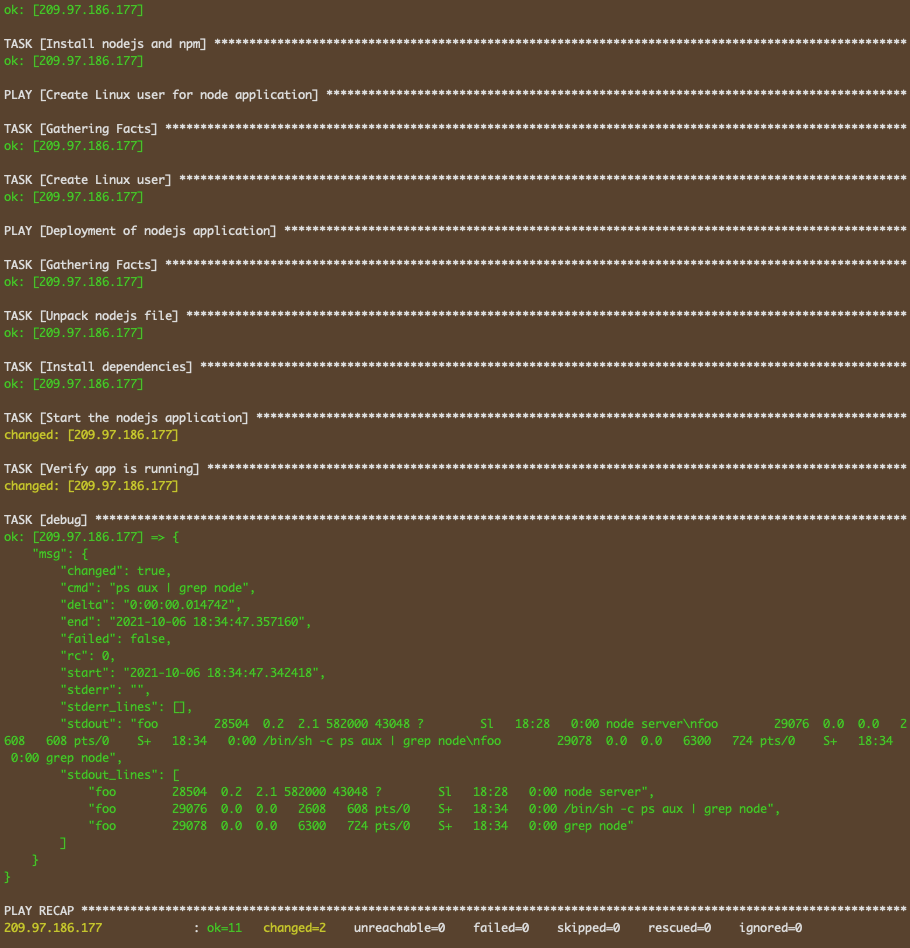 ok: [209.97.186.177]
TASK [Install nodejs and npm] ***************************************************************************************************
ok: [209.97.186.177]
PLAY [Create Linux user for node application] ***********************************************************************************
TASK [Gathering Facts] **********************************************************************************************************
ok: [209.97.186.177]
TASK [Create Linux user] ********************************************************************************************************
ok: [209.97.186.177]
PLAY [Deployment of nodejs application] *****************************************************************************************
TASK [Gathering Facts] **********************************************************************************************************
ok: [209.97.186.177]
TASK [Unpack nodejs file] *******************************************************************************************************
ok: [209.97.186.177]
TASK [Install dependencies] *****************************************************************************************************
ok: [209.97.186.177]
TASK [Start the nodejs application] *********************************************************************************************
changed: [209.97.186.177]
TASK [Verify app is running] ****************************************************************************************************
changed: [209.97.186.177]
TASK [debug] ********************************************************************************************************************
ok: [209.97.186.177] => {
    "msg": {
        "changed": true,
        "cmd": "ps aux | grep node",
        "delta": "0:00:00.014742",
        "end": "2021-10-06 18:34:47.357160",
        "failed": false,
        "rc": 0,
        "start": "2021-10-06 18:34:47.342418",
        "stderr": "",
        "stderr_lines": [],
        "stdout": "foo        28504  0.2  2.1 582000 43048 ?        Sl   18:28   0:00 node server\nfoo        29076  0.0  0.0   2
608   608 pts/0    S+   18:34   0:00 /bin/sh -c ps aux | grep node\nfoo        29078  0.0  0.0   6300   724 pts/0    S+   18:34
 0:00 grep node",
        "stdout_lines": [
            "foo        28504  0.2  2.1 582000 43048 ?        Sl   18:28   0:00 node server",
            "foo        29076  0.0  0.0   2608   608 pts/0    S+   18:34   0:00 /bin/sh -c ps aux | grep node",
            "foo        29078  0.0  0.0   6300   724 pts/0    S+   18:34   0:00 grep node"
        ]
    }
}
PLAY RECAP **********************************************************************************************************************
209.97.186.177             : ok=11   changed=2    unreachable=0    failed=0    skipped=0    rescued=0    ignored=0